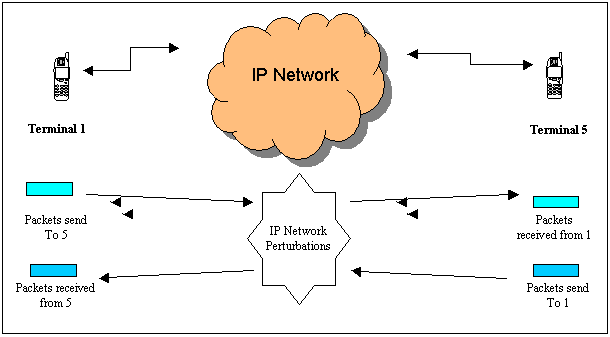 IP Network
Terminal 1
Terminal 5
Packets send
To 5
IP Network
Perturbations
Packets
received from 1
Packets received
from 5
Packets send
To 1